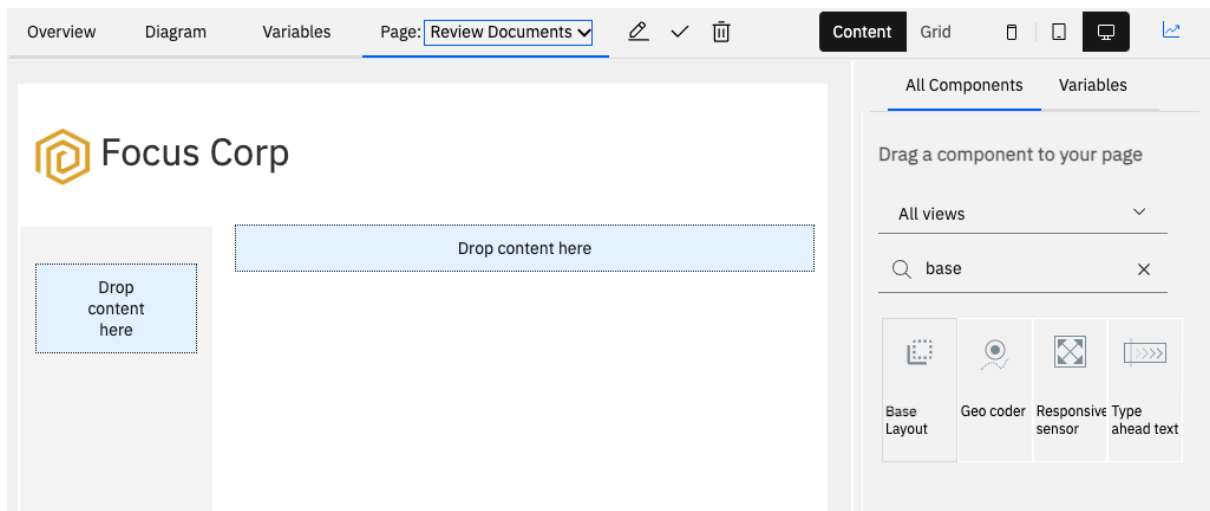 Overview Diagram Variables Page: Review Documents Content Grid
All Components Variables
Focus Corp
Drag a component to your page
All views
Drop content here
base
Drop
content
here
Base
Layout
Geo coder
Responsive
sensor
Type
ahead text